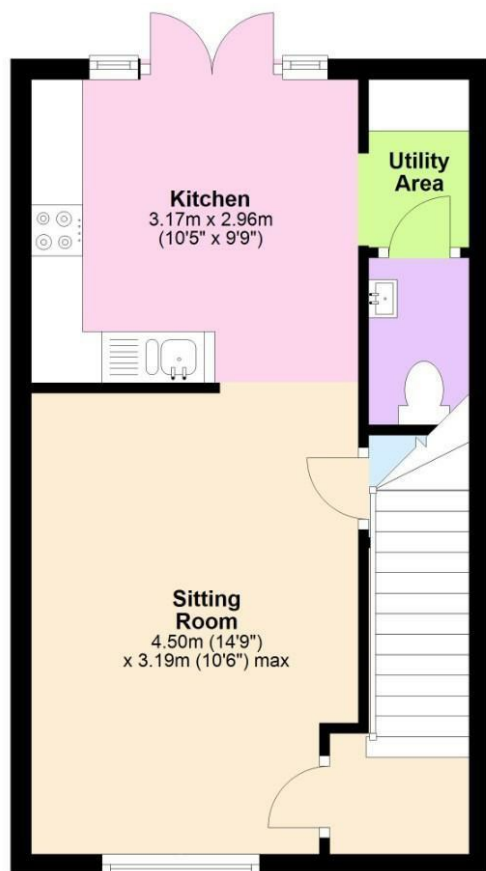 Kitchen
3.17m x 2.96m
(10'5" x 9'9")
Utility
Area
Sitting
Room
4.50m (14'9")
x 3.19m (10'6") max